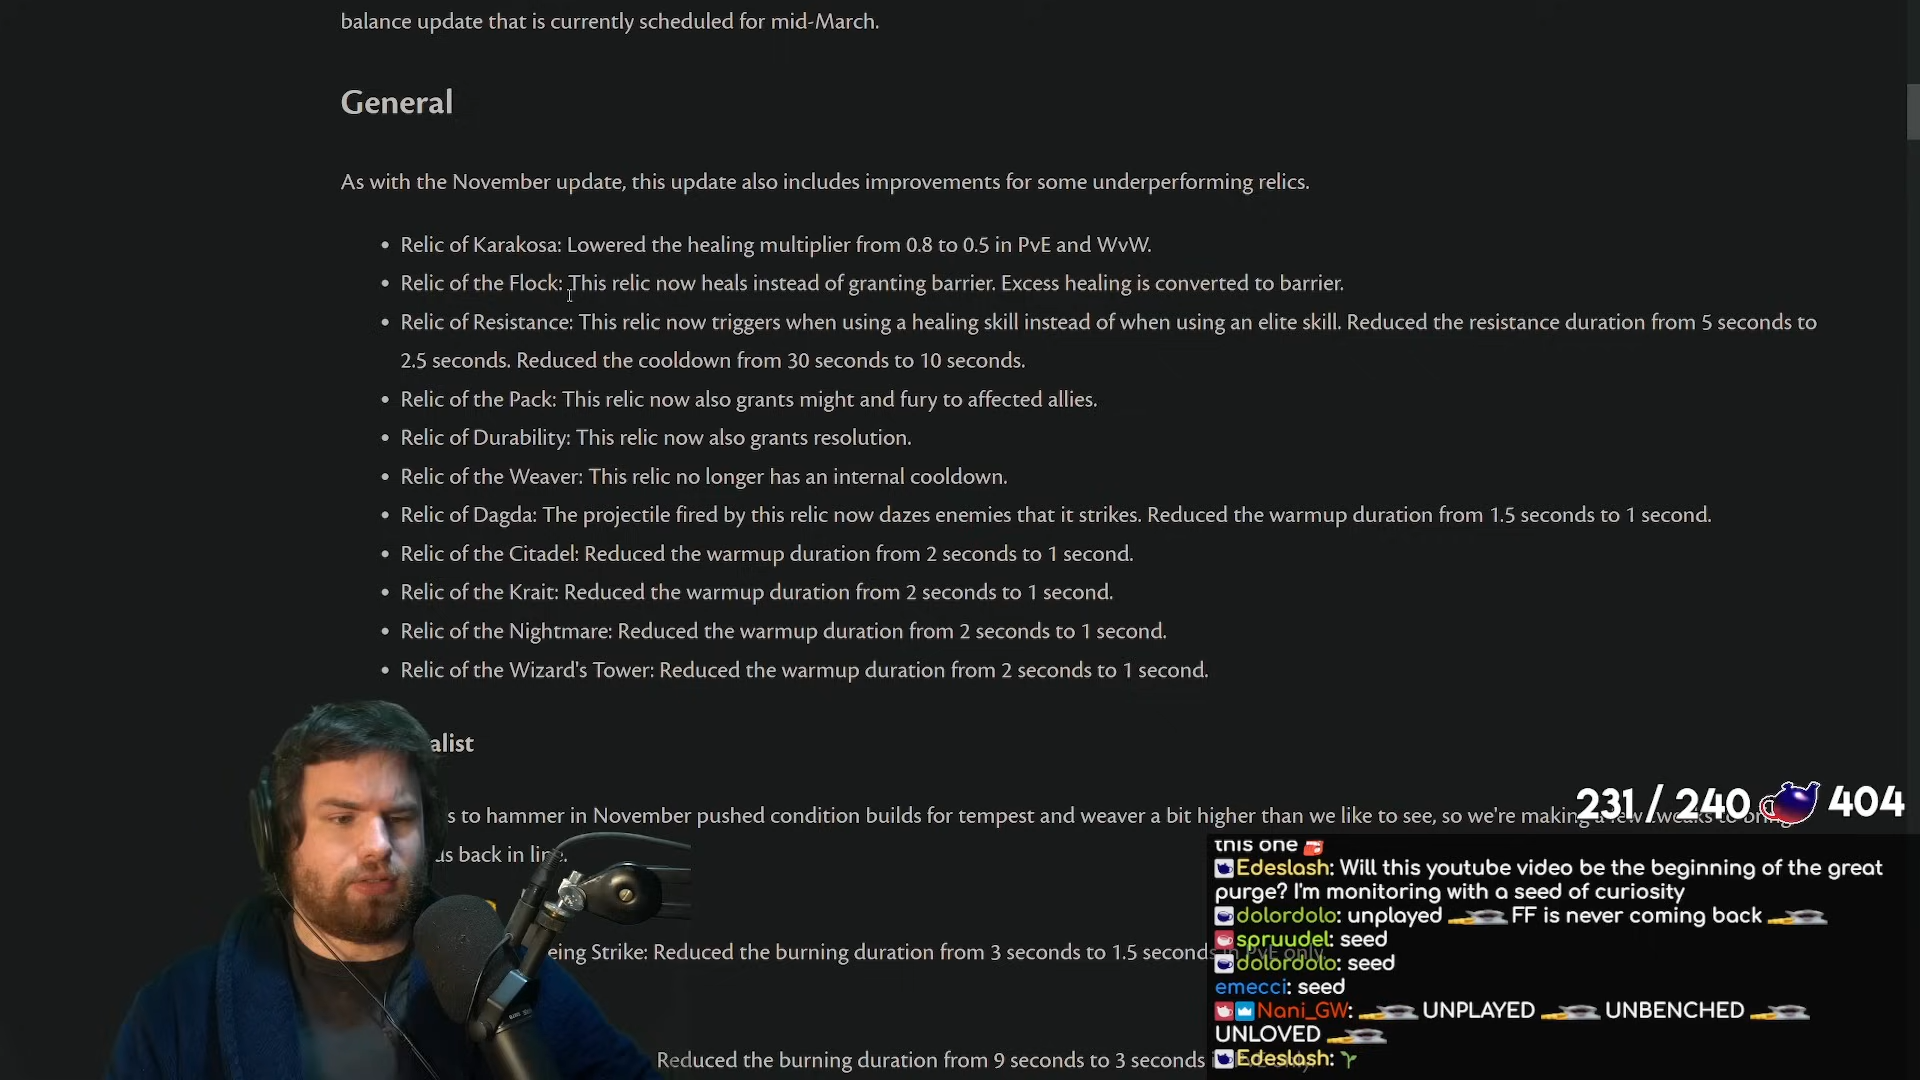 balance update that is currently scheduled for mid-March.
General
As with the November update, this update also includes improvements for some underperforming relics.
• Relic of Karakosa: Lowered the healing multiplier from 0.8 to 0.5 in PvE and WvW.
• Relic of the Flock: This relic now heals instead of granting barrier. Excess healing is converted to barrier.
• Relic of Resistance: This relic now triggers when using a healing skill instead of when using an elite skill. Reduced the resistance duration from 5 seconds to
2.5 seconds. Reduced the cooldown from 30 seconds to 10 seconds.
• Relic of the Pack: This relic now also grants might and fury to affected allies.
• Relic of Durability: This relic now also grants resolution.
• Relic of the Weaver: This relic no longer has an internal cooldown.
• Relic of Dagda: The projectile fired by this relic now dazes enemies that it strikes. Reduced the warmup duration from 1.5 seconds to 1 second.
• Relic of the Citadel: Reduced the warmup duration from 2 seconds to 1 second.
• Relic of the Krait: Reduced the warmup duration from 2 seconds to 1 second.
• Relic of the Nightmare: Reduced the warmup duration from 2 seconds to 1 second.
• Relic of the Wizard's Tower: Reduced the warmup duration from 2 seconds to 1 second.
alist
s to hammer in November pushed condition builds for tempest and weaver a bit higher than we like to see, so we're making a few tweaks to bring
us back in line.
eing Strike: Reduced the burning duration from 3 seconds to 1.5 seconds in PvE only.
Reduced the burning duration from 9 seconds to 3 seconds
231 / 240 404
this one
Edeslash: Will this youtube video be the beginning of the great
purge? I'm monitoring with a seed of curiosity
dolordolo: unplayed FF is never coming back
spruudel: seed
dolordolo: seed
emecci: seed
Nani_GW: UNPLAYED UNBENCHED
UNLOVED
Edeslash: